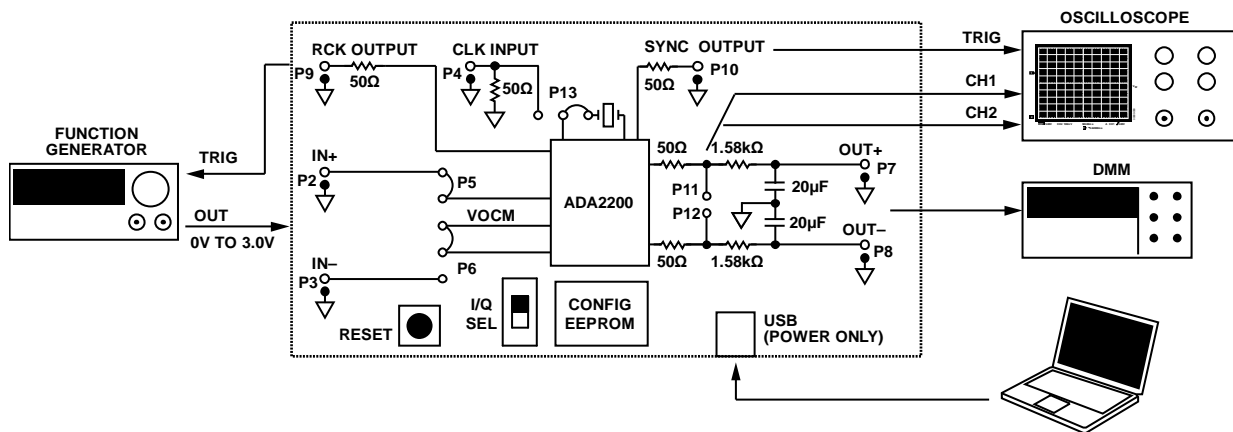 OSCILLOSCOPE
RCK OUTPUT
CLK INPUT
SYNC OUTPUT
TRIG
P9
50Ω
P4
50Ω
P13
50Ω
P10
CH1
CH2
FUNCTION
GENERATOR
TRIG
IN+
P2
P5
50Ω
1.58kΩ
OUT+
P7
DMM
ADA2200
P11
20µF
OUT
VOCM
P12
20µF
0V TO 3.0V
IN–
P3
P6
50Ω
1.58kΩ
OUT–
P8
RESET
I/Q
SEL
CONFIG
EEPROM
USB
(POWER ONLY)